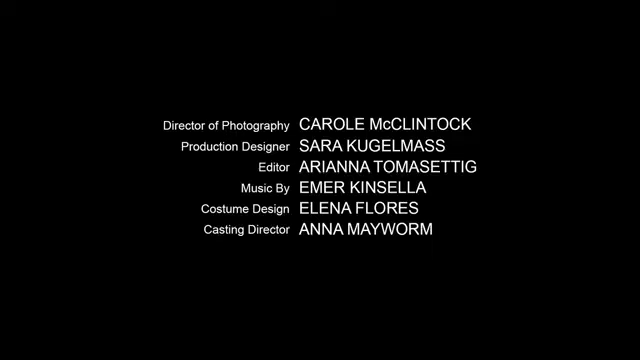 Director of Photography CAROLE McCLINTOCK
Production Designer SARA KUGELMASS
Editor ARIANNA TOMASETTIG
Music By EMER KINSELLA
Costume Design ELENA FLORES
Casting Director ANNA MAYWORM